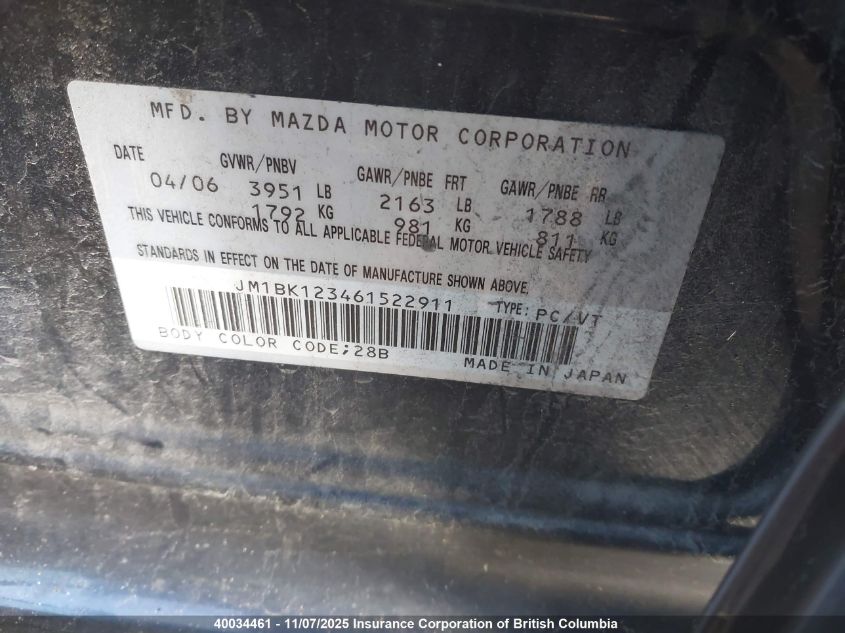 MFD. BY MAZDA MOTOR CORPORATION
DATE GVWR/PNBV GAWR/PNBE FRT GAWR/PNBE RR
04/06 3951 LB 2163 LB 1788 LB
1792 KG 981 KG 811 KG
THIS VEHICLE CONFORMS TO ALL APPLICABLE FEDERAL MOTOR VEHICLE SAFETY
STANDARDS IN EFFECT ON THE DATE OF MANUFACTURE SHOWN ABOVE.
JM1BK123461522911 TYPE: PC/VT
BODY COLOR CODE;28B
MADE IN JAPAN
40034461 - 11/07/2025 Insurance Corporation of British Columbia